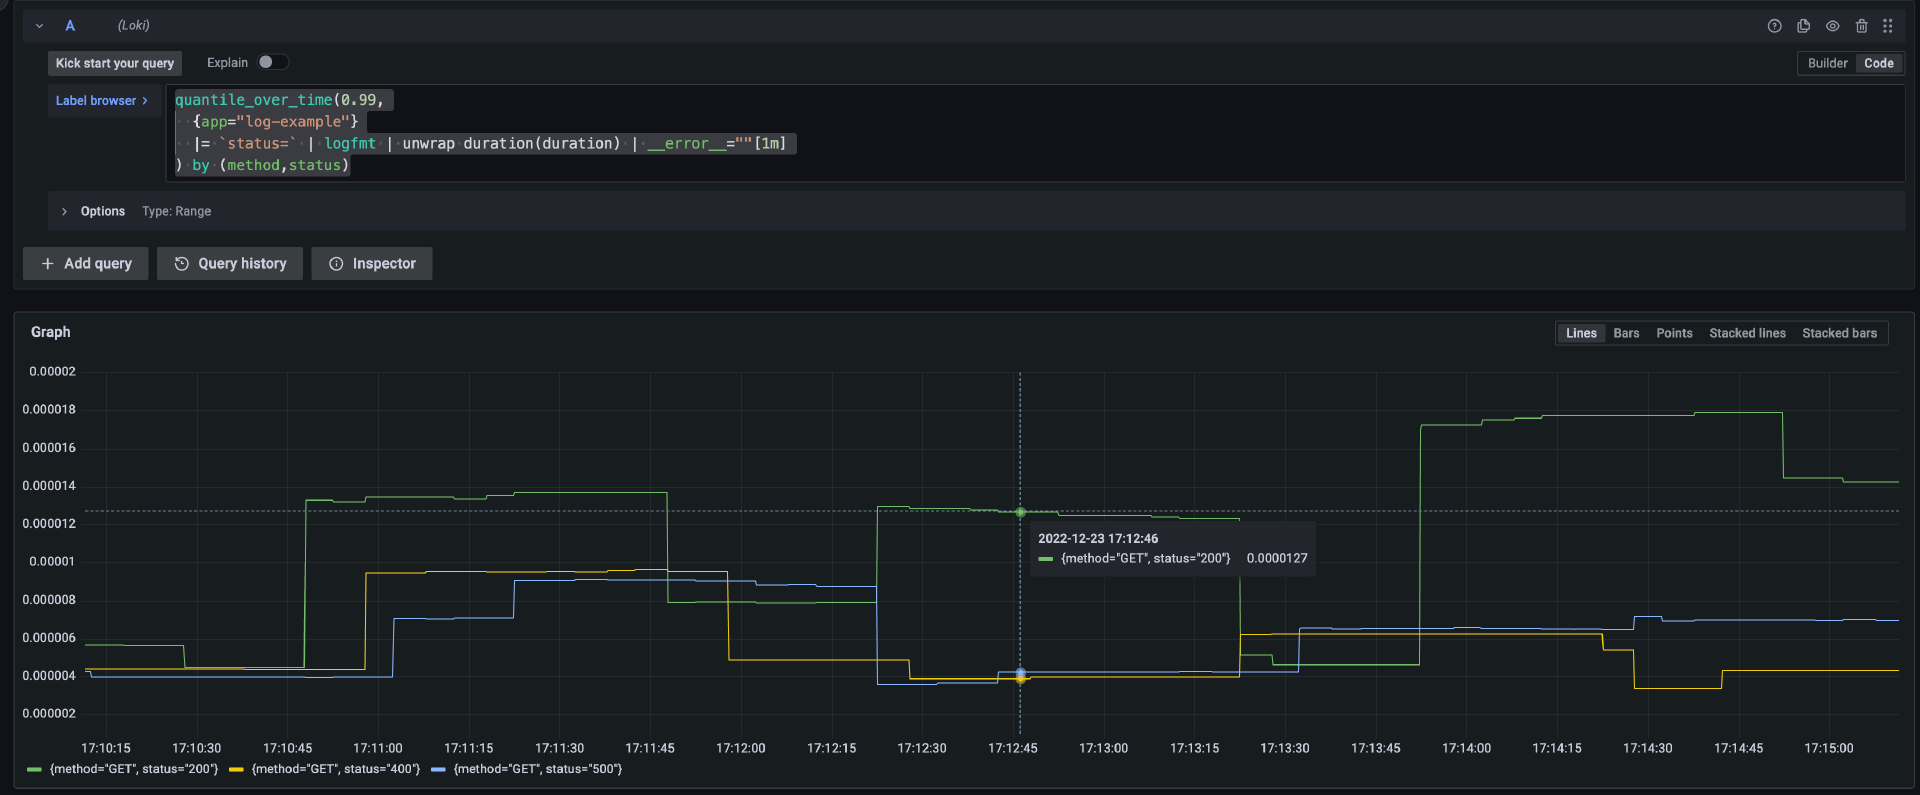 A (Loki)
Kick start your query Explain Builder Code
Label browser > quantile_over_time(0.99,
{app="log-example"}
|= `status=` | logfmt | unwrap duration(duration) | __error__=""[1m]
) by (method,status)
> Options Type: Range
+ Add query Query history Inspector
Graph Lines Bars Points Stacked lines Stacked bars
0.00002
0.000018
0.000016
0.000014
0.000012
0.00001
0.000008
0.000006
0.000004
0.000002
2022-12-23 17:12:46
{method="GET", status="200"} 0.0000127
17:10:15 17:10:30 17:10:45 17:11:00 17:11:15 17:11:30 17:11:45 17:12:00 17:12:15 17:12:30 17:12:45 17:13:00 17:13:15 17:13:30 17:13:45 17:14:00 17:14:15 17:14:30 17:14:45 17:15:00
{method="GET", status="200"} {method="GET", status="400"} {method="GET", status="500"}